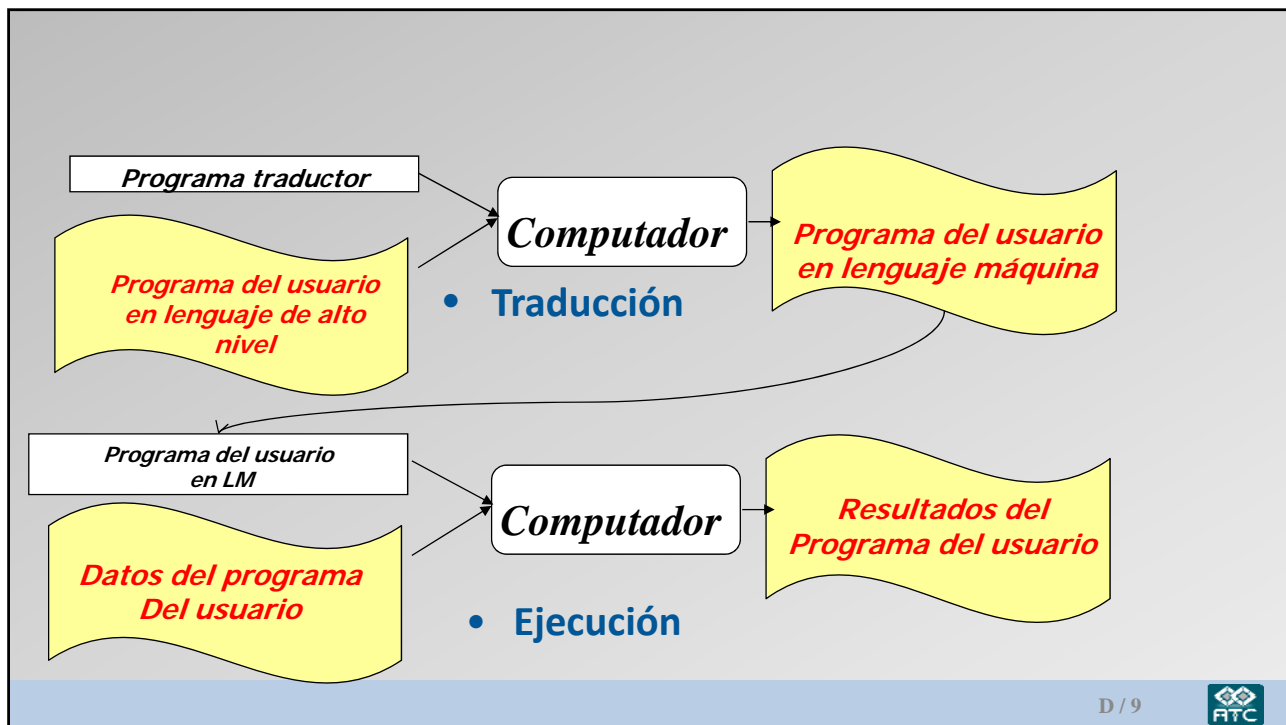 Programa traductor
Programa del usuario
en lenguaje de alto
nivel
Computador
• Traducción
Programa del usuario
en lenguaje máquina
Programa del usuario
en LM
Datos del programa
Del usuario
Computador
• Ejecución
Resultados del
Programa del usuario
D / 9
ATC